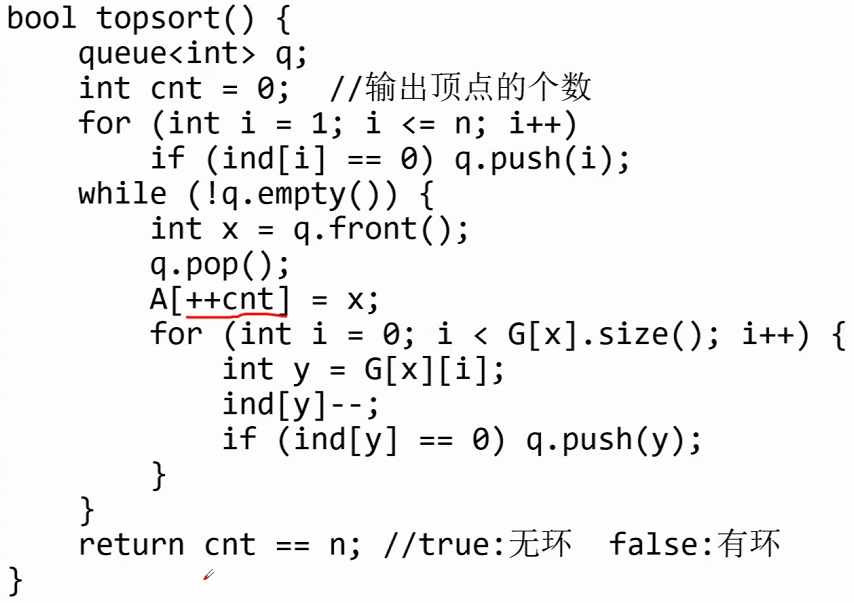 bool topsort() {
    queue<int> q;
    int cnt = 0;  //输出顶点的个数
    for (int i = 1; i <= n; i++)
        if (ind[i] == 0) q.push(i);
    while (!q.empty()) {
        int x = q.front();
        q.pop();
        A[++cnt] = x;
        for (int i = 0; i < G[x].size(); i++) {
            int y = G[x][i];
            ind[y]--;
            if (ind[y] == 0) q.push(y);
        }
    }
    return cnt == n; //true:无环  false:有环
}